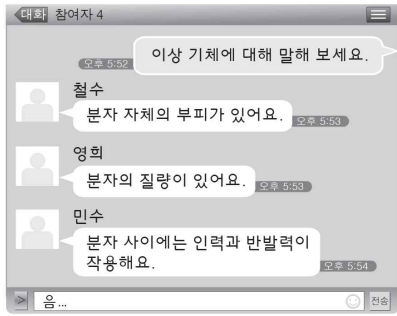 대화 참여자 4
이상 기체에 대해 말해 보세요.
오후 5:52
철수
분자 자체의 부피가 있어요.
오후 5:53
영희
분자의 질량이 있어요.
오후 5:53
민수
분자 사이에는 인력과 반발력이
작용해요.
오후 5:54
> 음... 전송